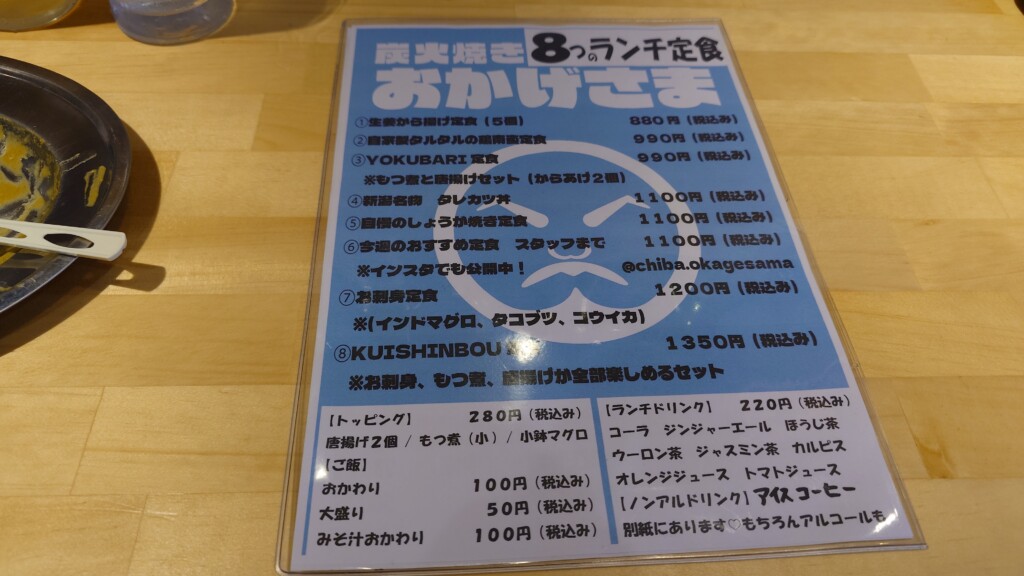 炭火焼き 8つのランチ定食
おかげさま
①生姜から揚げ定食（5個） 880円（税込み）
②自家製タルタルの超南蛮定食 990円（税込み）
③YOKUBARI定食 990円（税込み）
※もつ煮と唐揚げセット（からあげ2個）
④新潟名物 タレカツ丼 1100円（税込み）
⑤自慢のしょうが焼き定食 1100円（税込み）
⑥今週のおすすめ定食 スタッフまで 1100円（税込み）
※インスタでも公開中！ @chiba.okagesama
⑦お刺身定食 1200円（税込み）
※(インドマグロ、タコブツ、コウイカ)
⑧KUISHINBOU 1350円（税込み）
※お刺身、もつ煮、唐揚げが全部楽しめるセット
【トッピング】 280円（税込み）
唐揚げ2個 / もつ煮（小）/ 小鉢マグロ
【ご飯】
おかわり 100円（税込み）
大盛り 50円（税込み）
みそ汁おかわり 100円（税込み）
【ランチドリンク】 220円（税込み）
コーラ ジンジャーエール ほうじ茶
ウーロン茶 ジャスミン茶 カルピス
オレンジジュース トマトジュース
【ノンアルドリンク】 アイスコーヒー
別紙にあります♡もちろんアルコールも